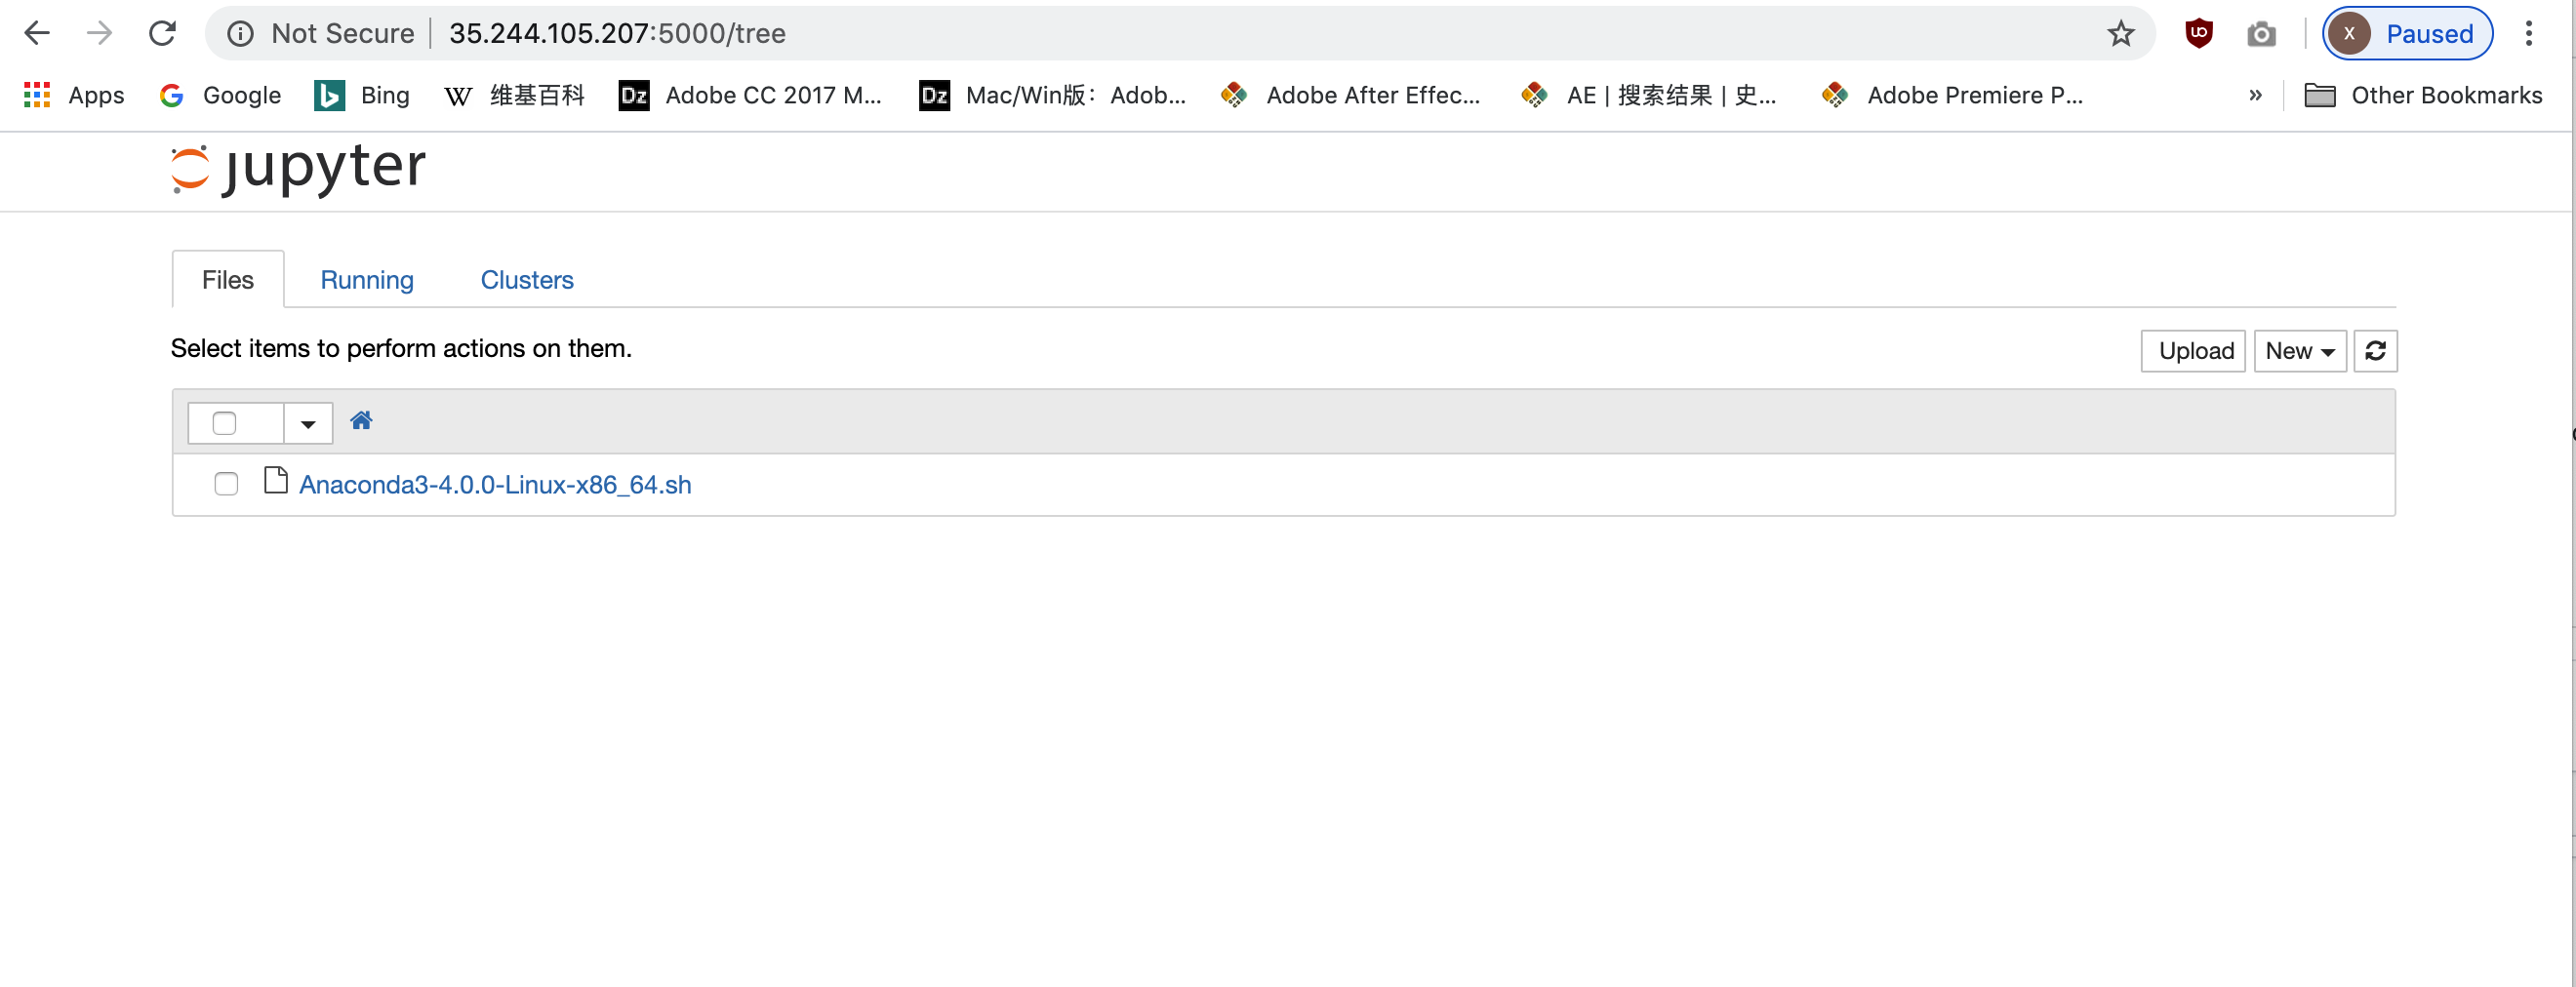 Not Secure 35.244.105.207:5000/tree X Paused
Apps Google Bing W 维基百科 Dz Adobe CC 2017 M... Dz Mac/Win版：Adob... Adobe After Effec... AE | 搜索结果 | 史... Adobe Premiere P... » Other Bookmarks
jupyter
Files Running Clusters
Select items to perform actions on them. Upload New
Anaconda3-4.0.0-Linux-x86_64.sh